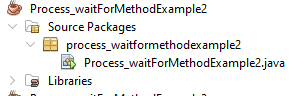 Process_waitForMethodExample2
Source Packages
process_waitformethodexample2
Process_waitForMethodExample2.java
Libraries